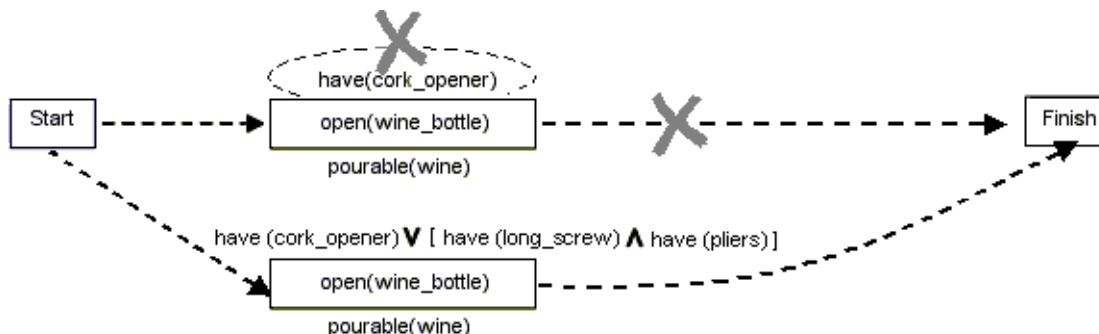 have(cork_opener)
Start
open(wine_bottle)
Finish
pourable(wine)
have (cork_opener) ∨ [ have (long_screw) ∧ have (pliers) ]
open(wine_bottle)
pourable(wine)